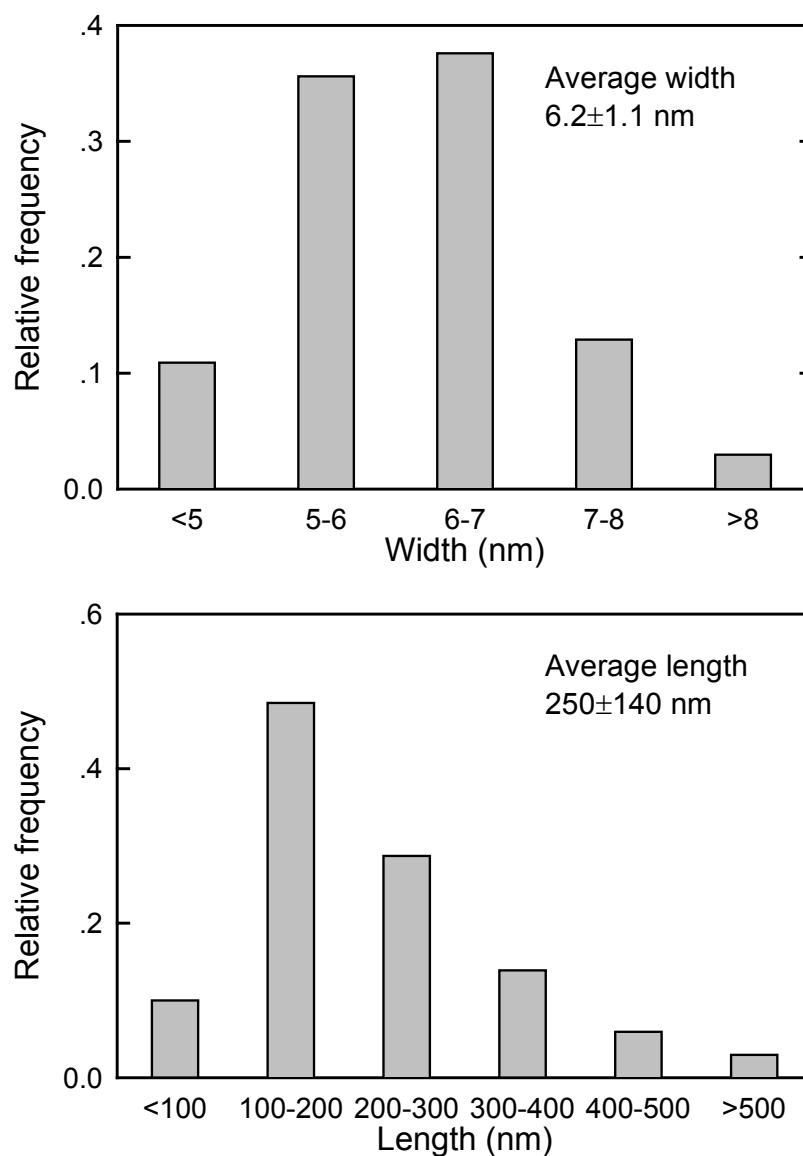 .4
Average width
6.2±1.1 nm
.3
Relative frequency
.2
.1
0.0
<5 5-6 6-7 7-8 >8
Width (nm)
.6
Average length
250±140 nm
.4
Relative frequency
.2
0.0
<100 100-200 200-300 300-400 400-500 >500
Length (nm)